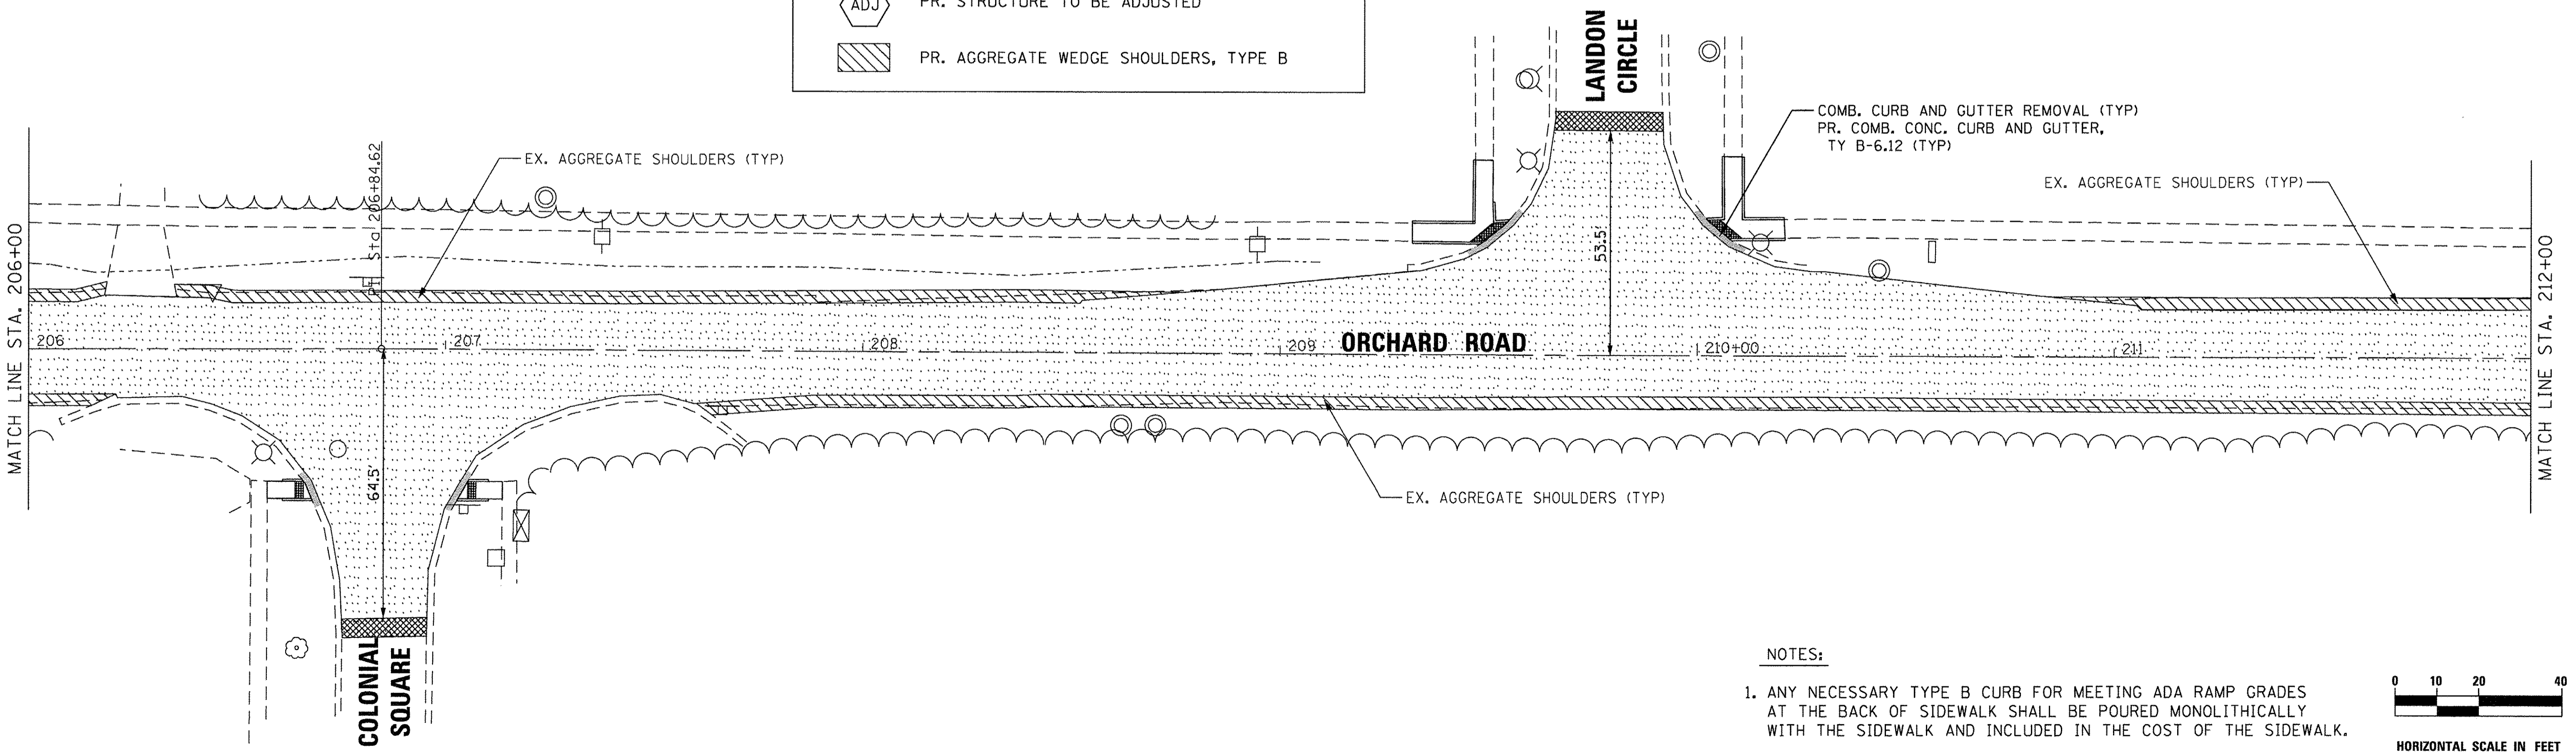 ADJ
PR. STRUCTURE TO BE ADJUSTED
PR. AGGREGATE WEDGE SHOULDERS, TYPE B
LANDON
CIRCLE
COMB. CURB AND GUTTER REMOVAL (TYP)
PR. COMB. CONC. CURB AND GUTTER,
TY B-6.12 (TYP)
EX. AGGREGATE SHOULDERS (TYP)
EX. AGGREGATE SHOULDERS (TYP)
MATCH LINE STA. 206+00
PT Sta 206+84.62
53.5'
MATCH LINE STA. 212+00
206
207
208
209
ORCHARD ROAD
210+00
211
64.5'
EX. AGGREGATE SHOULDERS (TYP)
COLONIAL
SQUARE
NOTES:
1. ANY NECESSARY TYPE B CURB FOR MEETING ADA RAMP GRADES
AT THE BACK OF SIDEWALK SHALL BE POURED MONOLITHICALLY
WITH THE SIDEWALK AND INCLUDED IN THE COST OF THE SIDEWALK.
0 10 20 40
HORIZONTAL SCALE IN FEET